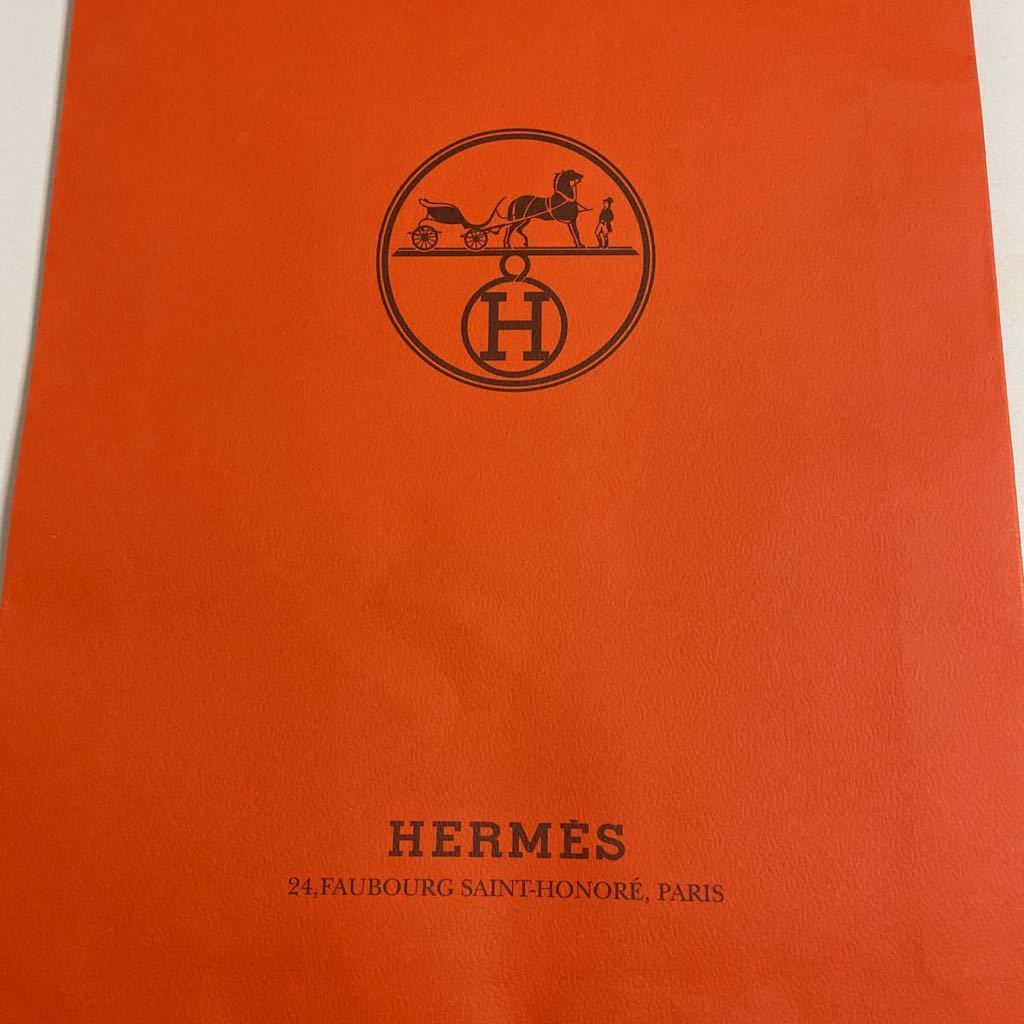 H
HERMÈS
24,FAUBOURG SAINT-HONORÉ, PARIS